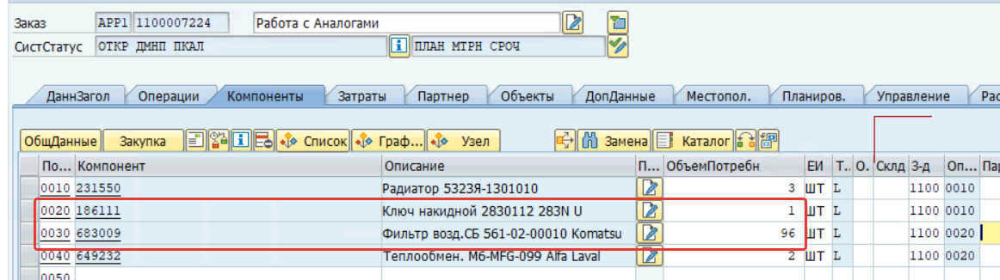 Заказ APP1 1100007224 Работа с Аналогами
СистСтатус ОТКР ДМНП ПКАЛ ПЛАН МТРН СРОЧ
ДаннЗагол Операции Компоненты Затраты Партнер Объекты ДопДанные Местопол. Планиров. Управление Рас
ОбщДанные Закупка Список Граф... Узел Замена Каталог
По... Компонент Описание П... ОбъемПотребн ЕИ Т.. О. Склд З-д Оп... Пар
0010 231550 Радиатор 5323Я-1301010 3 ШТ L 1100 0010
0020 186111 Ключ накидной 2830112 283N U 1 ШТ L 1100 0010
0030 683009 Фильтр возд.СБ 561-02-00010 Komatsu 96 ШТ L 1100 0020
0040 649232 Теплообмен. M6-MFG-099 Alfa Laval 2 ШТ L 1100 0020
0050